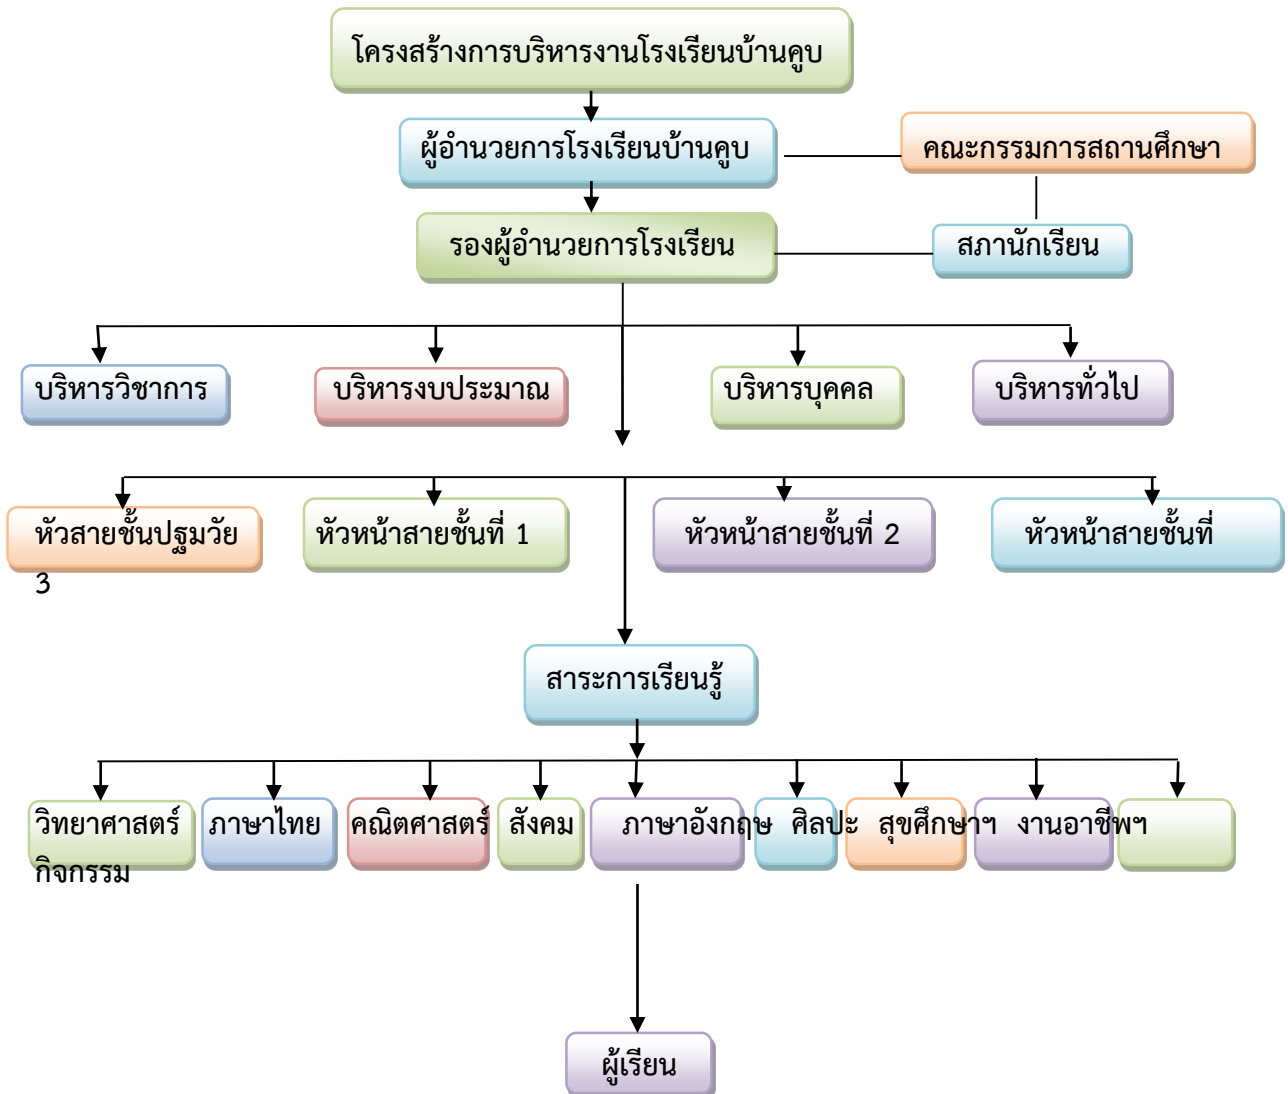 โครงสร้างการบริหารงานโรงเรียนบ้านคูบ
ผู้อำนวยการโรงเรียนบ้านคูบ
คณะกรรมการสถานศึกษา
รองผู้อำนวยการโรงเรียน
สภานักเรียน
บริหารวิชาการ บริหารงบประมาณ บริหารบุคคล บริหารทั่วไป
หัวสายชั้นปฐมวัย หัวหน้าสายชั้นที่ 1 หัวหน้าสายชั้นที่ 2 หัวหน้าสายชั้นที่
3
สาระการเรียนรู้
วิทยาศาสตร์ ภาษาไทย คณิตศาสตร์ สังคม ภาษาอังกฤษ ศิลปะ สุขศึกษาฯ งานอาชีพฯ
กิจกรรม
ผู้เรียน